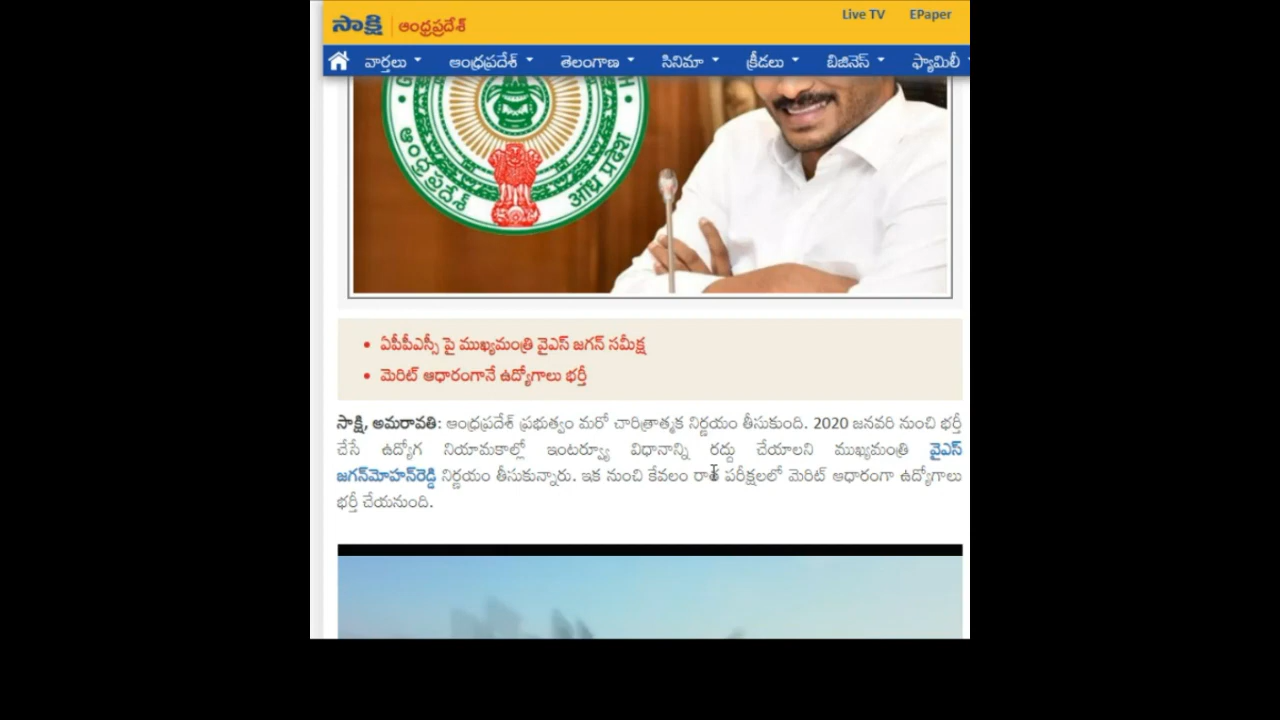 Live TV EPaper
సాక్షి ఆంధ్రప్రదేశ్
వార్తలు ఆంధ్రప్రదేశ్ తెలంగాణ సినిమా క్రీడలు బిజినెస్ ఫ్యామిలీ
ఆంధ్ర ప్రదేశ్ आंध्र प्रदेश
ఏపీపీఎస్సీ పై ముఖ్యమంత్రి వైఎస్ జగన్ సమీక్ష
మెరిట్ ఆధారంగానే ఉద్యోగాలు భర్తీ
సాక్షి, అమరావతి: ఆంధ్రప్రదేశ్ ప్రభుత్వం మరో చారిత్రాత్మక నిర్ణయం తీసుకుంది. 2020 జనవరి నుంచి భర్తీ
చేసే ఉద్యోగ నియామకాల్లో ఇంటర్వ్యూ విధానాన్ని రద్దు చేయాలని ముఖ్యమంత్రి వైఎస్
జగన్‌మోహన్‌రెడ్డి నిర్ణయం తీసుకున్నారు. ఇక నుంచి కేవలం రాత పరీక్షలలో మెరిట్ ఆధారంగా ఉద్యోగాలు
భర్తీ చేయనుంది.